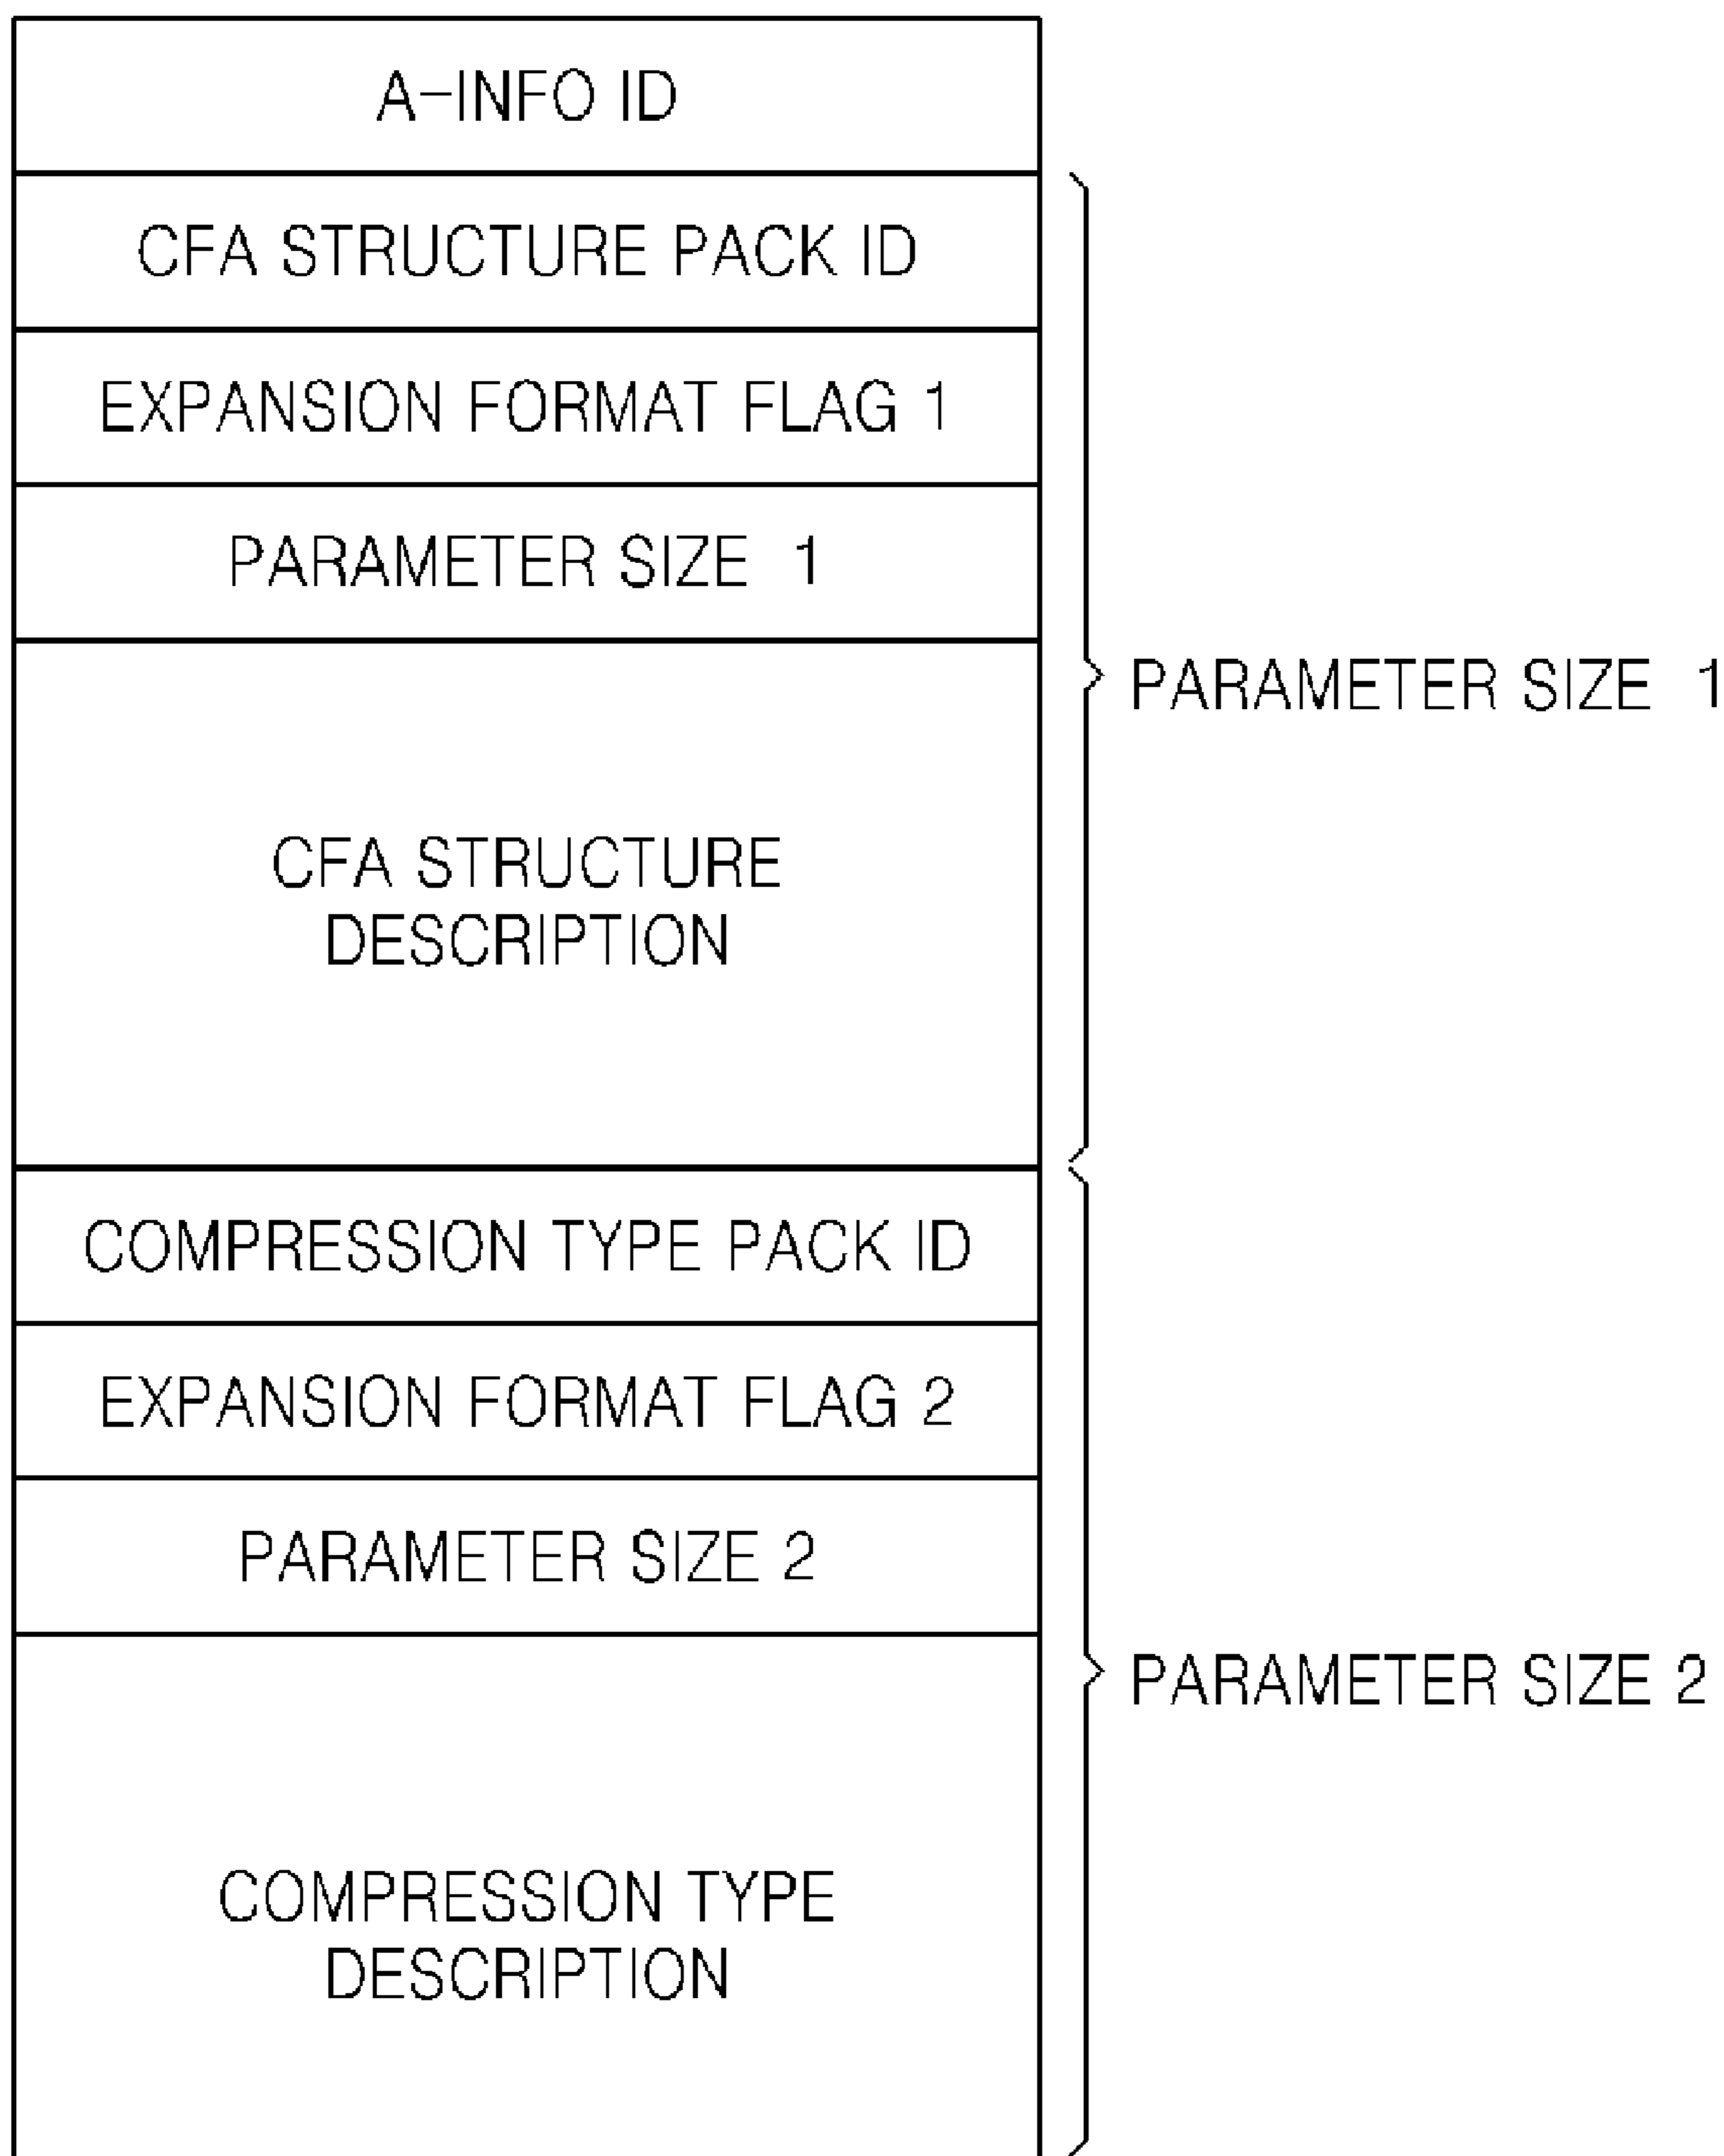 A-INFO ID
CFA STRUCTURE PACK ID
EXPANSION FORMAT FLAG 1
PARAMETER SIZE 1
PARAMETER SIZE 1
CFA STRUCTURE
DESCRIPTION
COMPRESSION TYPE PACK ID
EXPANSION FORMAT FLAG 2
PARAMETER SIZE 2
PARAMETER SIZE 2
COMPRESSION TYPE
DESCRIPTION